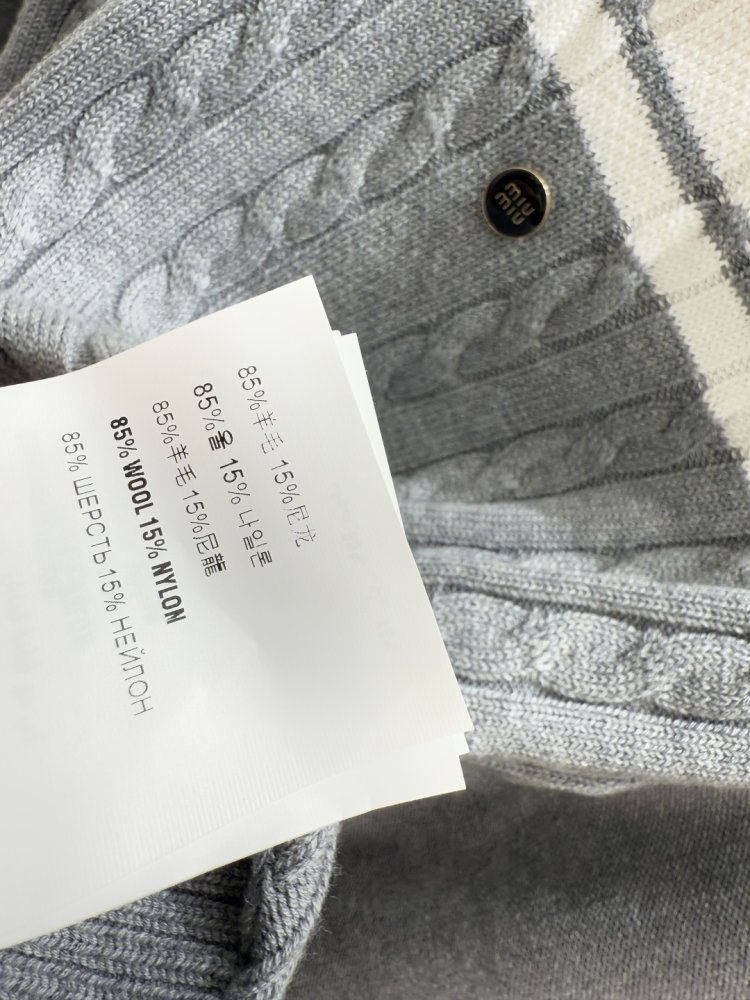 MIU
MIU
85%羊毛 15%尼龙
85%울 15%나일론
85%羊毛 15%尼龍
85% WOOL 15% NYLON
85% ШЕРСТЬ 15% НЕЙЛОН